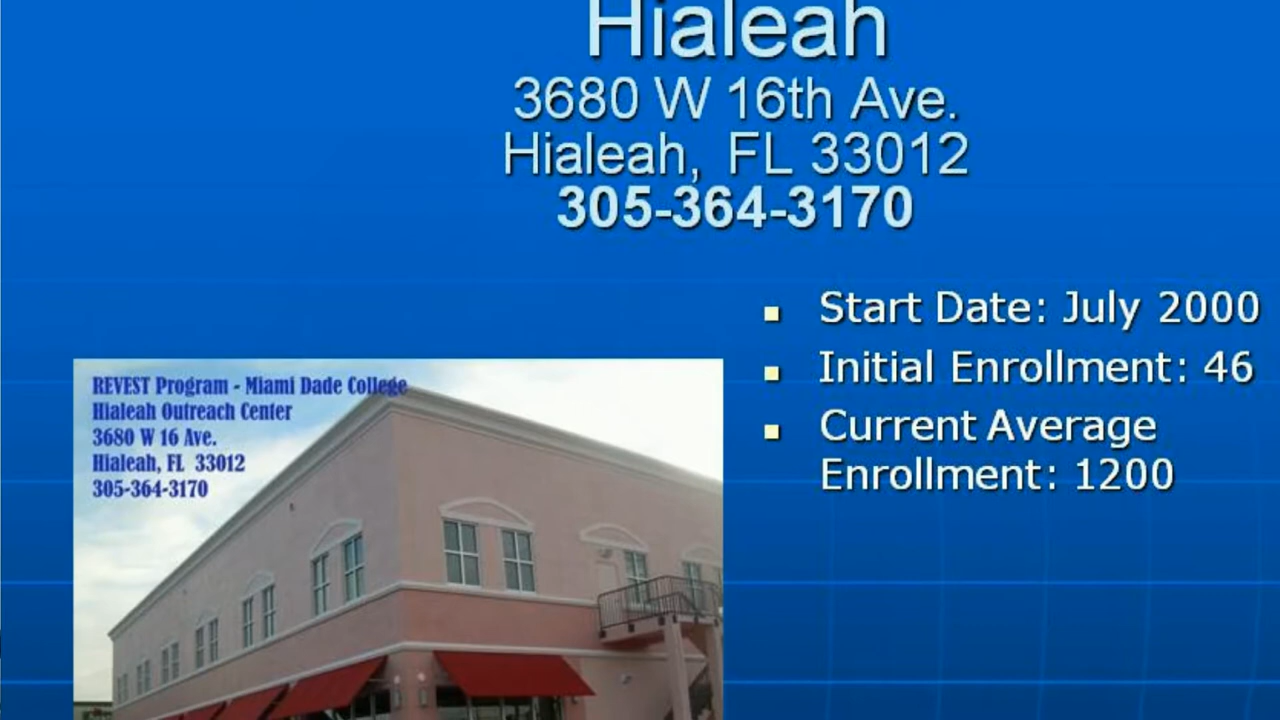 Hialeah
3680 W 16th Ave.
Hialeah, FL 33012
305-364-3170
Start Date: July 2000
Initial Enrollment: 46
Current Average
Enrollment: 1200
REVEST Program - Miami Dade College
Hialeah Outreach Center
3680 W 16 Ave.
Hialeah, FL 33012
305-364-3170